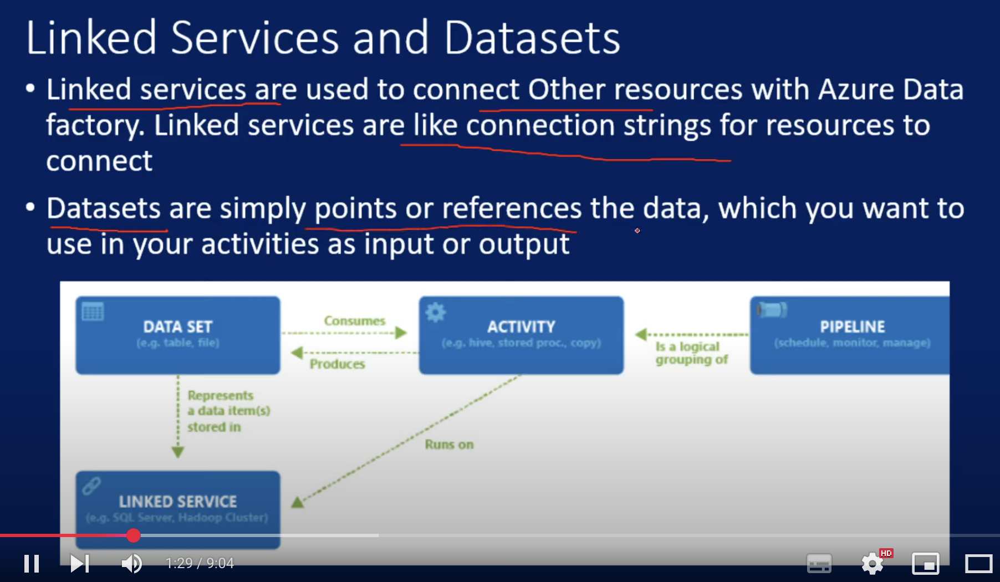 Linked Services and Datasets
• Linked services are used to connect Other resources with Azure Data
factory. Linked services are like connection strings for resources to
connect
• Datasets are simply points or references the data, which you want to
use in your activities as input or output
DATA SET
(e.g. table, file)
Consumes
Produces
ACTIVITY
(e.g. hive, stored proc., copy)
Is a logical
grouping of
PIPELINE
(schedule, monitor, manage)
Represents
a data item(s)
stored in
Runs on
LINKED SERVICE
(e.g. SQL Server, Hadoop Cluster)
1:29 / 9:04
HD